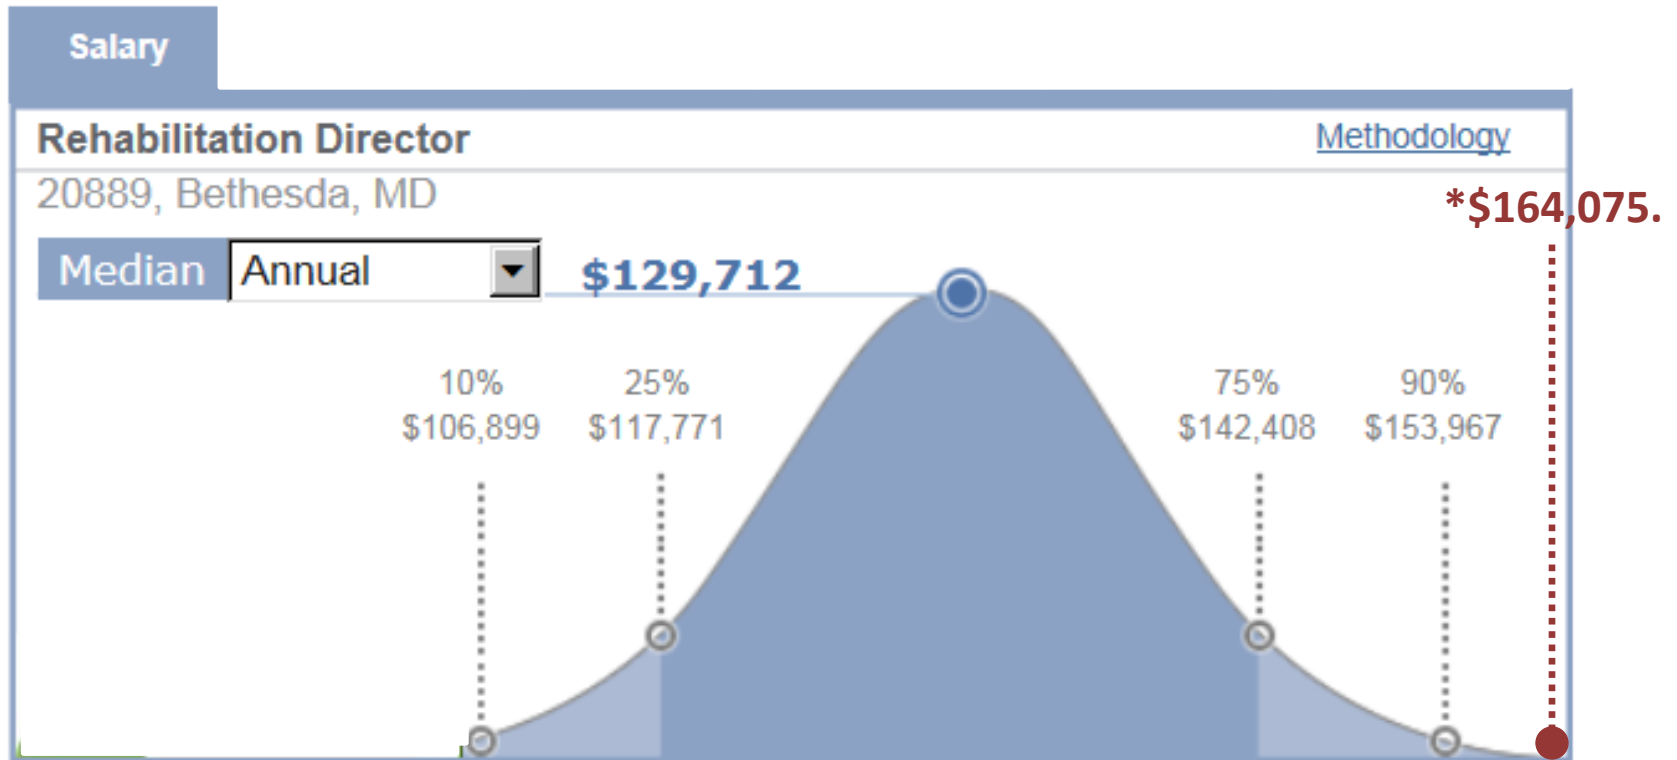 Salary
Rehabilitation Director
Methodology
20889, Bethesda, MD
*$164,075.
Median Annual $129,712
10% 25% 75% 90%
$106,899 $117,771 $142,408 $153,967